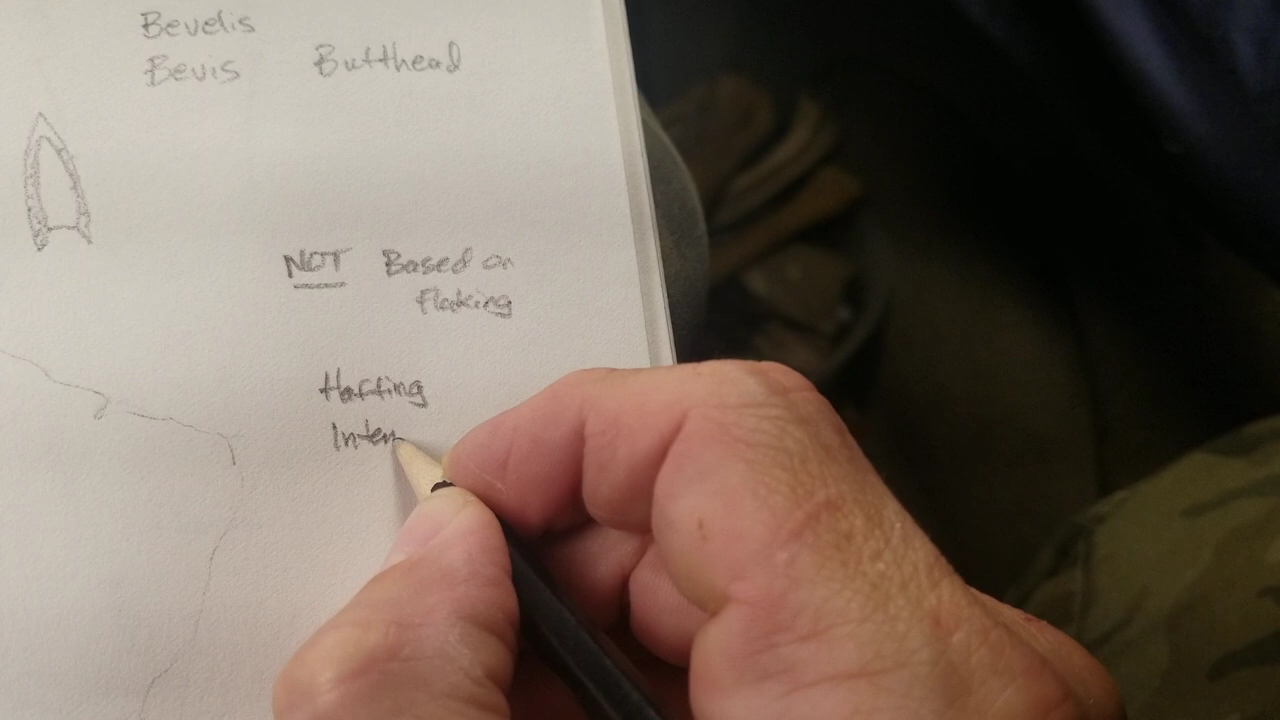 Bevelis
Bevis Butthead
NOT Based on
Flaking
Hafting
Inten